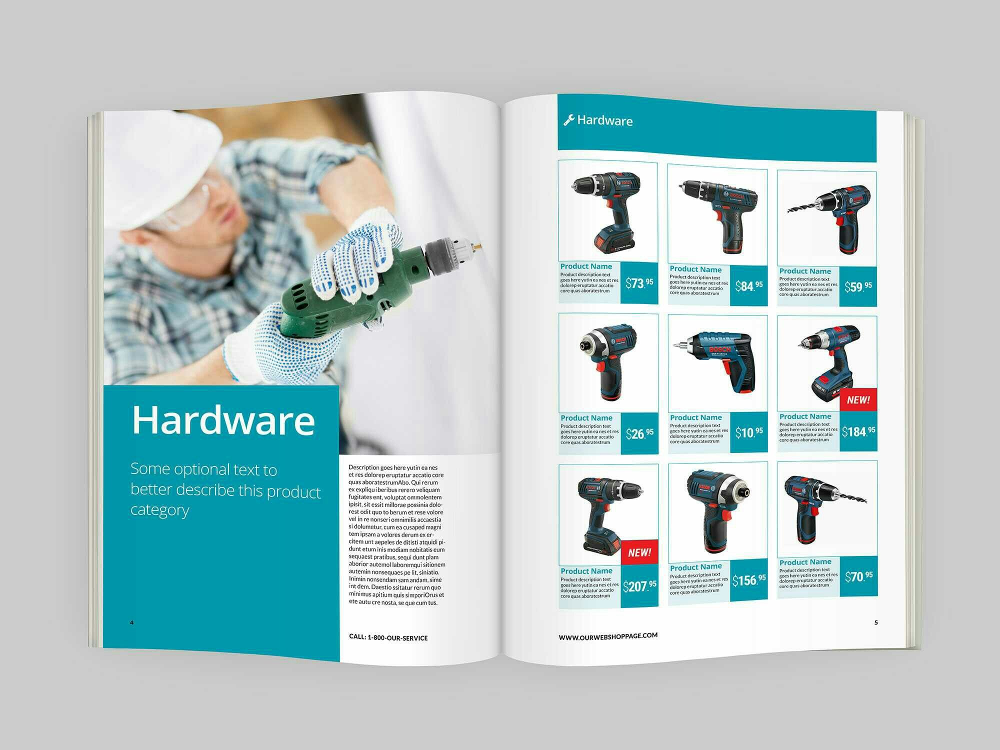 Hardware
Some optional text to
better describe this product
category
4
Description goes here yutin ea nes
et res dolorep eruptatur accatio core
quas aboratestrumAbo. Qui rerum
ex expliqu iberibus rerero veliquam
fugitates ent, voluptat ommolentem
ipisit, sit essit millorae possinia dolo-
rest odit quo to berum et rese volore
vel in re nonseri omnimilis accaestia
si dolumetur, cum ea cusaped magni
tem ipsam a volores derum ex er-
citem unt aepeles de ditisti atquidi pi-
dunt etum inis modiam nobitatis eum
sequaest pratibus, sequi dunt plam
aborior autemol laboremqui sitionem
autemin nonsequaes pe lit, siniatio.
Inimin nonsendam sam andam, sime
int dem. Daestio ssitatur rerum quo
minimus apitium quis simporiOrus et
ete autu cre nosta, se que cum tus.
CALL: 1-800-OUR-SERVICE
Hardware
BOSCH
Product Name
Product description text
goes here yutin ea nes et res
dolorep eruptatur accatio
core quas aboratestrum
$73.95
BOSCH
Product Name
Product description text
goes here yutin ea nes et res
dolorep eruptatur accatio
core quas aboratestrum
$84.95
Product Name
Product description text
goes here yutin ea nes et res
dolorep eruptatur accatio
core quas aboratestrum
$59.95
BOSCH
Product Name
Product description text
goes here yutin ea nes et res
dolorep eruptatur accatio
core quas aboratestrum
$26.95
BOSCH
Product Name
Product description text
goes here yutin ea nes et res
dolorep eruptatur accatio
core quas aboratestrum
$10.95
NEW!
Product Name
Product description text
goes here yutin ea nes et res
dolorep eruptatur accatio
core quas aboratestrum
$184.95
BOSCH
NEW!
Product Name
Product description text
goes here yutin ea nes et res
dolorep eruptatur accatio
core quas aboratestrum
$207.95
BOSCH
Product Name
Product description text
goes here yutin ea nes et res
dolorep eruptatur accatio
core quas aboratestrum
$156.95
Product Name
Product description text
goes here yutin ea nes et res
dolorep eruptatur accatio
core quas aboratestrum
$70.95
5
WWW.OURWEBSHOPPAGE.COM